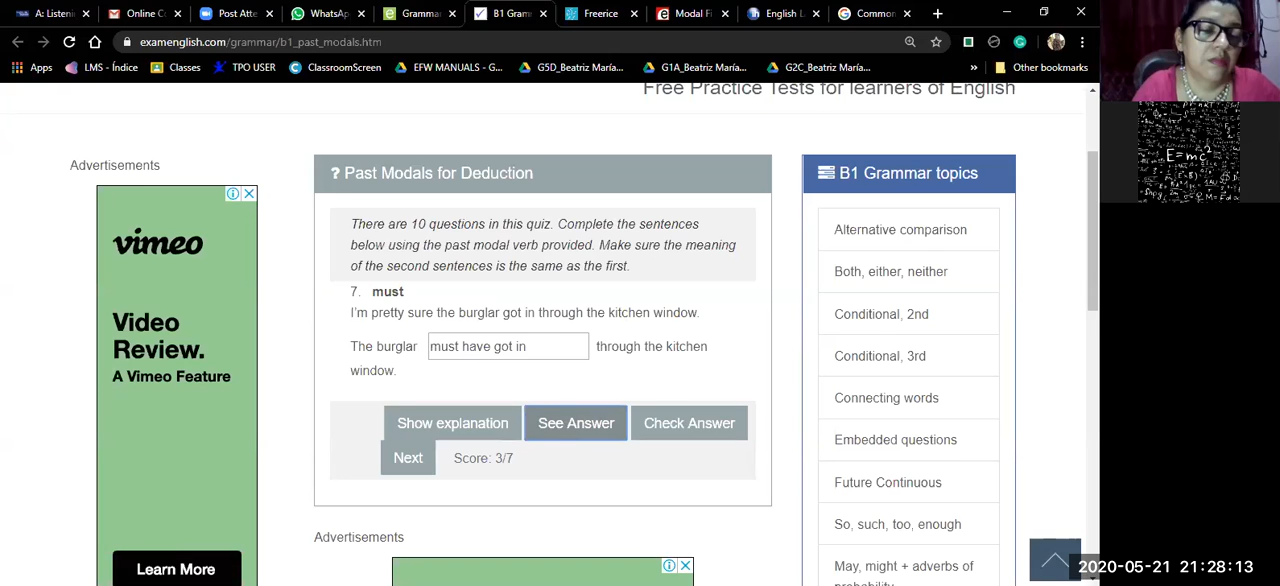 A: Listeni
Online Co
Post Atte
WhatsAp
Gramma
B1 Gram
Freerice
Modal Fi
English L
Common
examenglish.com/grammar/b1_past_modals.htm
Apps
LMS - Índice
Classes
TPO USER
ClassroomScreen
EFW MANUALS - G...
G5D_Beatriz María...
G1A_Beatriz María...
G2C_Beatriz María...
»
Other bookmarks
Free Practice Tests for learners of English
Advertisements
vimeo
Video
Review.
A Vimeo Feature
Learn More
? Past Modals for Deduction
There are 10 questions in this quiz. Complete the sentences
below using the past modal verb provided. Make sure the meaning
of the second sentences is the same as the first.
7. must
I'm pretty sure the burglar got in through the kitchen window.
The burglar must have got in through the kitchen
window.
Show explanation
See Answer
Check Answer
Next
Score: 3/7
Advertisements
B1 Grammar topics
Alternative comparison
Both, either, neither
Conditional, 2nd
Conditional, 3rd
Connecting words
Embedded questions
Future Continuous
So, such, too, enough
May, might + adverbs of
probability
E=mc²
2020-05-21 21:28:13